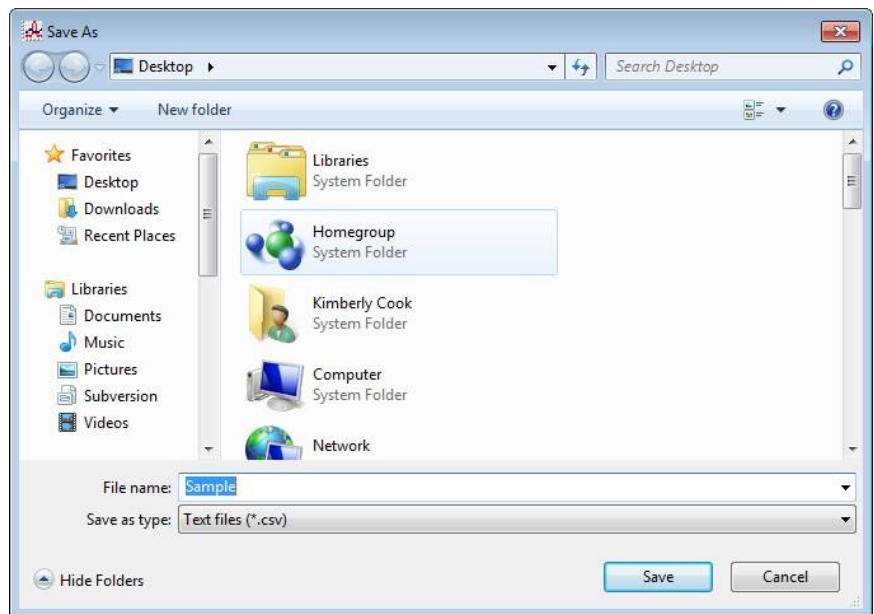 Save As
Desktop
Search Desktop
Organize
New folder
Favorites
Desktop
Downloads
Recent Places
Libraries
Documents
Music
Pictures
Subversion
Videos
Libraries
System Folder
Homegroup
System Folder
Kimberly Cook
System Folder
Computer
System Folder
Network
File name: Sample
Save as type: Text files (*.csv)
Hide Folders
Save
Cancel